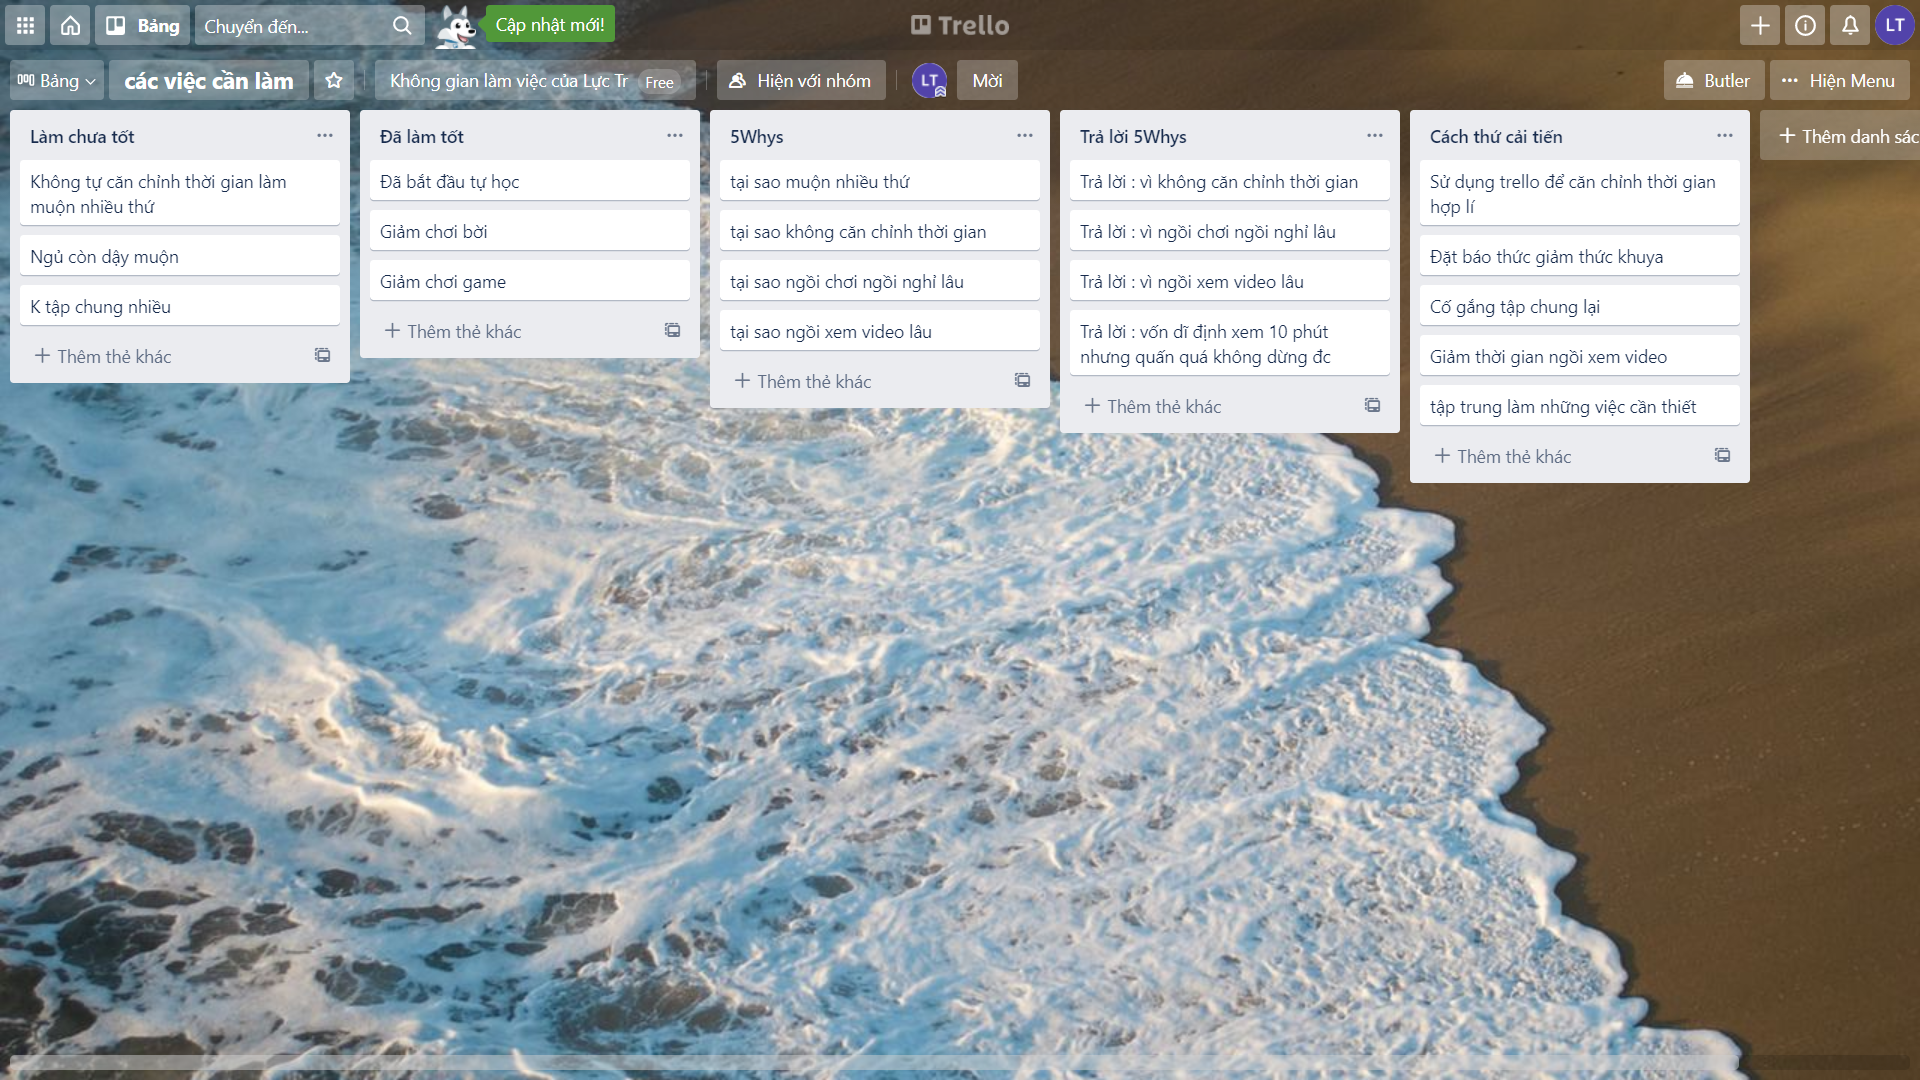 Bảng
Chuyển đến...
Cập nhật mới!
Trello
LT
Bảng
các việc cần làm
Không gian làm việc của Lực Tr Free
Hiện với nhóm
LT
Mời
Butler
Hiện Menu
Làm chưa tốt
Không tự căn chỉnh thời gian làm
muộn nhiều thứ
Ngủ còn dậy muộn
K tập chung nhiều
Thêm thẻ khác
Đã làm tốt
Đã bắt đầu tự học
Giảm chơi bời
Giảm chơi game
Thêm thẻ khác
5Whys
tại sao muộn nhiều thứ
tại sao không căn chỉnh thời gian
tại sao ngồi chơi ngồi nghỉ lâu
tại sao ngồi xem video lâu
Thêm thẻ khác
Trả lời 5Whys
Trả lời : vì không căn chỉnh thời gian
Trả lời : vì ngồi chơi ngồi nghỉ lâu
Trả lời : vì ngồi xem video lâu
Trả lời : vốn dĩ định xem 10 phút
nhưng quấn quá không dừng đc
Thêm thẻ khác
Cách thứ cải tiến
Sử dụng trello để căn chỉnh thời gian
hợp lí
Đặt báo thức giảm thức khuya
Cố gắng tập chung lại
Giảm thời gian ngồi xem video
tập trung làm những việc cần thiết
Thêm thẻ khác
Thêm danh sác